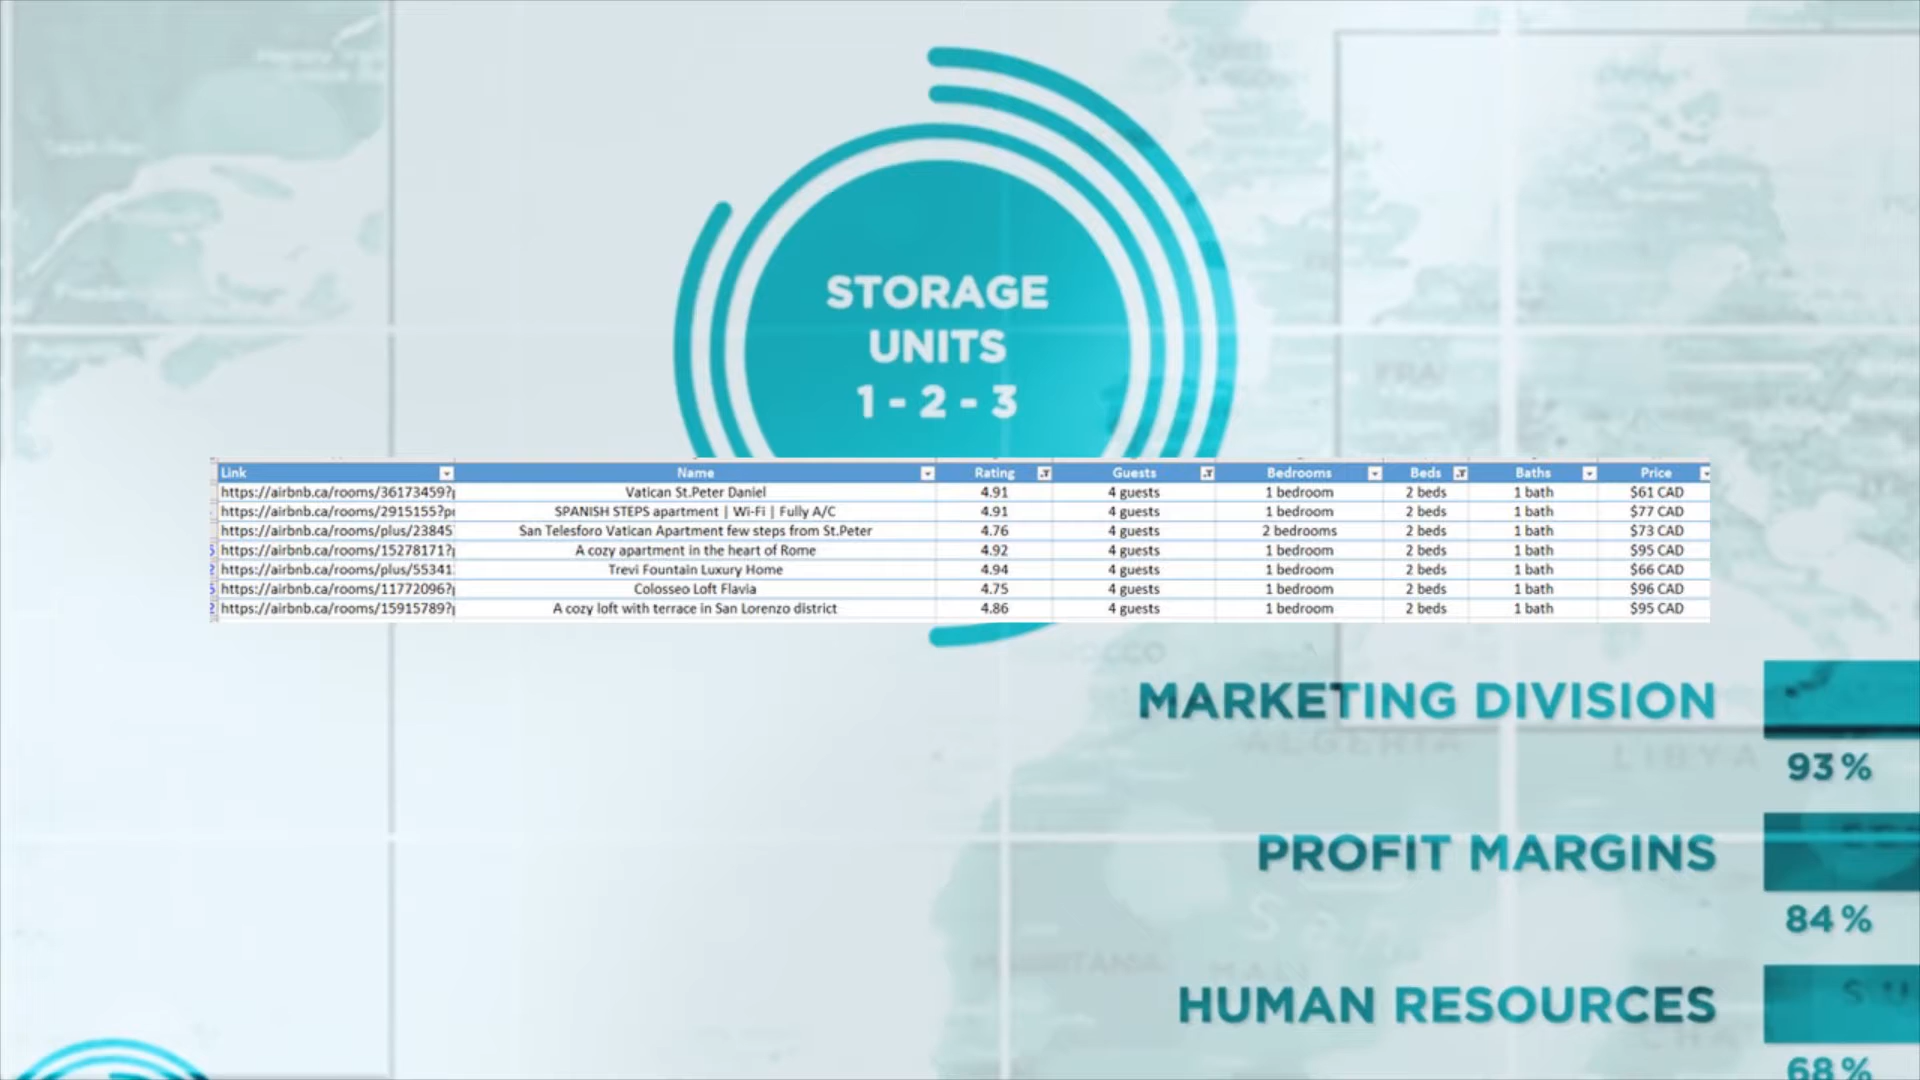 STORAGE
UNITS
1 - 2 - 3
Link Name Rating Guests Bedrooms Beds Baths Price
https://airbnb.ca/rooms/36173459?p Vatican St.Peter Daniel 4.91 4 guests 1 bedroom 2 beds 1 bath $61 CAD
https://airbnb.ca/rooms/2915155?p SPANISH STEPS apartment | Wi-Fi | Fully A/C 4.91 4 guests 1 bedroom 2 beds 1 bath $77 CAD
https://airbnb.ca/rooms/plus/23845 San Telesforo Vatican Apartment few steps from St.Peter 4.76 4 guests 2 bedrooms 2 beds 1 bath $73 CAD
https://airbnb.ca/rooms/15278171?p A cozy apartment in the heart of Rome 4.92 4 guests 1 bedroom 2 beds 1 bath $95 CAD
https://airbnb.ca/rooms/plus/55341 Trevi Fountain Luxury Home 4.94 4 guests 1 bedroom 2 beds 1 bath $66 CAD
https://airbnb.ca/rooms/11772096?p Colosseo Loft Flavia 4.75 4 guests 1 bedroom 2 beds 1 bath $96 CAD
https://airbnb.ca/rooms/15915789?p A cozy loft with terrace in San Lorenzo district 4.86 4 guests 1 bedroom 2 beds 1 bath $95 CAD
MARKETING DIVISION
93%
ALGERIA LIBYA
PROFIT MARGINS
84%
HUMAN RESOURCES
68%